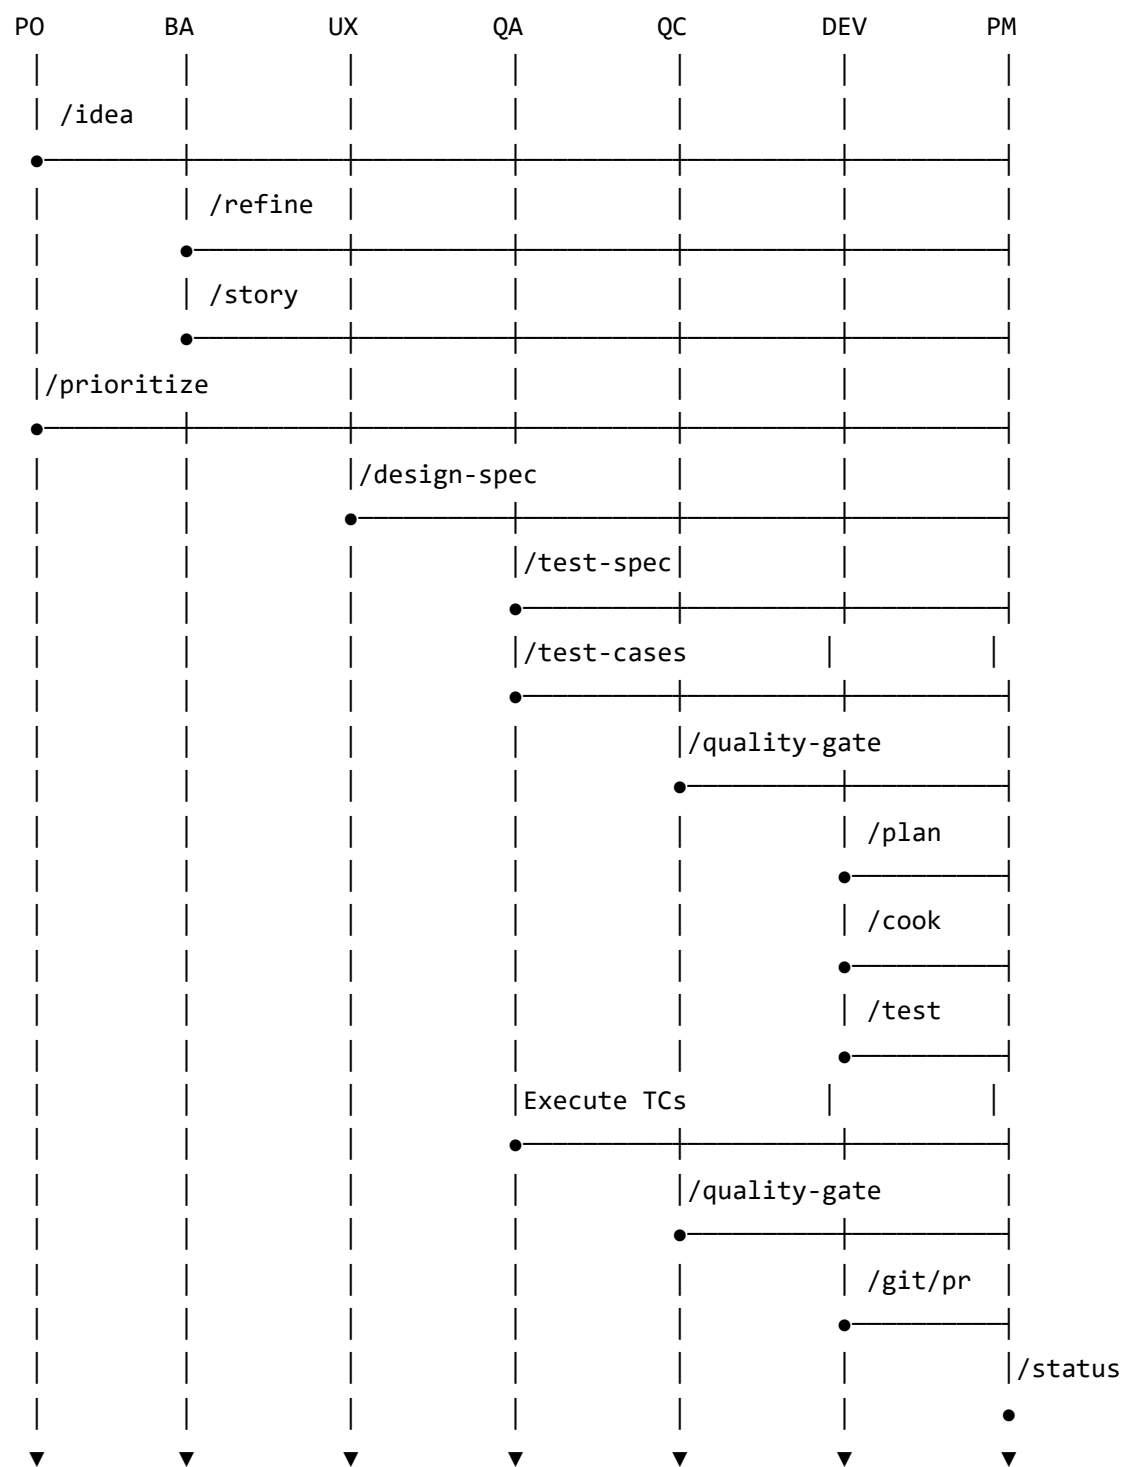 PO BA UX QA QC DEV PM
/idea
/refine
/story
/prioritize
/design-spec
/test-spec
/test-cases
/quality-gate
/plan
/cook
/test
Execute TCs
/quality-gate
/git/pr
/status